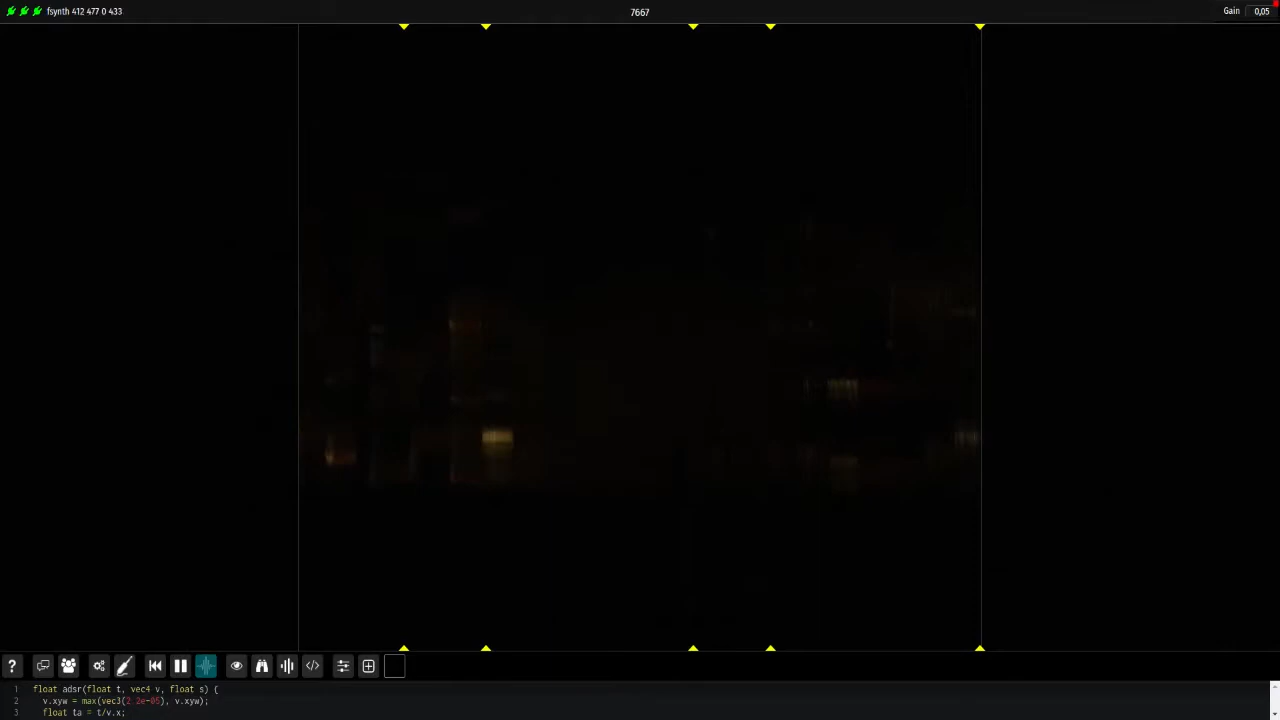 fsynth 412 477 0 433
7667
Gain 0,05
1 float adsr(float t, vec4 v, float s) {
2 v.xyw = max(vec3(2.2e-05), v.xyw);
3 float ta = t/v.x;